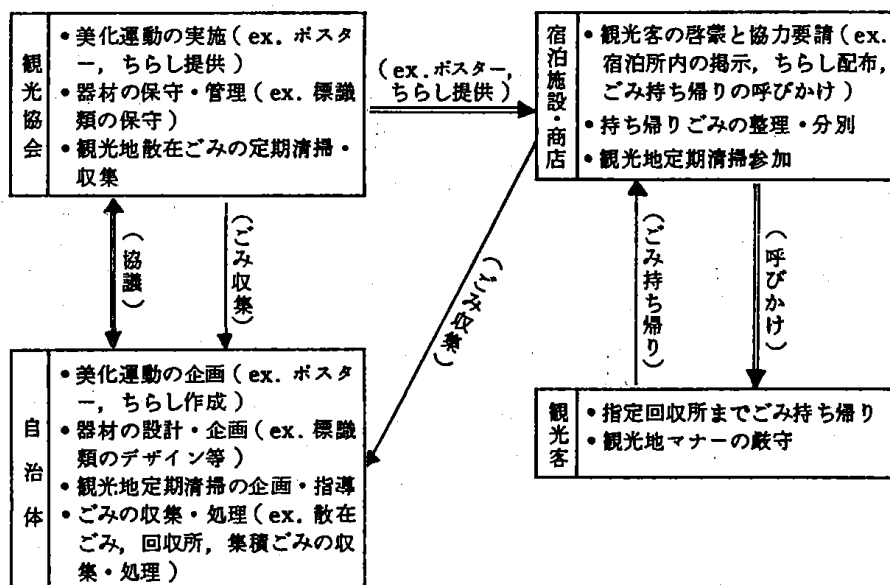 観光協会
• 美化運動の実施（ex. ポスタ
ー，ちらし提供）
• 器材の保守・管理（ex. 標識
類の保守）
• 観光地散在ごみの定期清掃・
収集
（ex.ポスター，
ちらし提供）
宿泊施設・商店
• 観光客の啓蒙と協力要請（ex.
宿泊所内の掲示，ちらし配布，
ごみ持ち帰りの呼びかけ）
• 持ち帰りごみの整理・分別
• 観光地定期清掃参加
（協議）
（ごみ収集）
（ごみ収集）
（ごみ持ち帰り）
（呼びかけ）
自治体
• 美化運動の企画（ex. ポスタ
ー，ちらし作成）
• 器材の設計・企画（ex. 標識
類のデザイン等）
• 観光地定期清掃の企画・指導
• ごみの収集・処理（ex. 散在
ごみ，回収所，集積ごみの収
集・処理）
観光客
• 指定回収所までごみ持ち帰り
• 観光地マナーの厳守